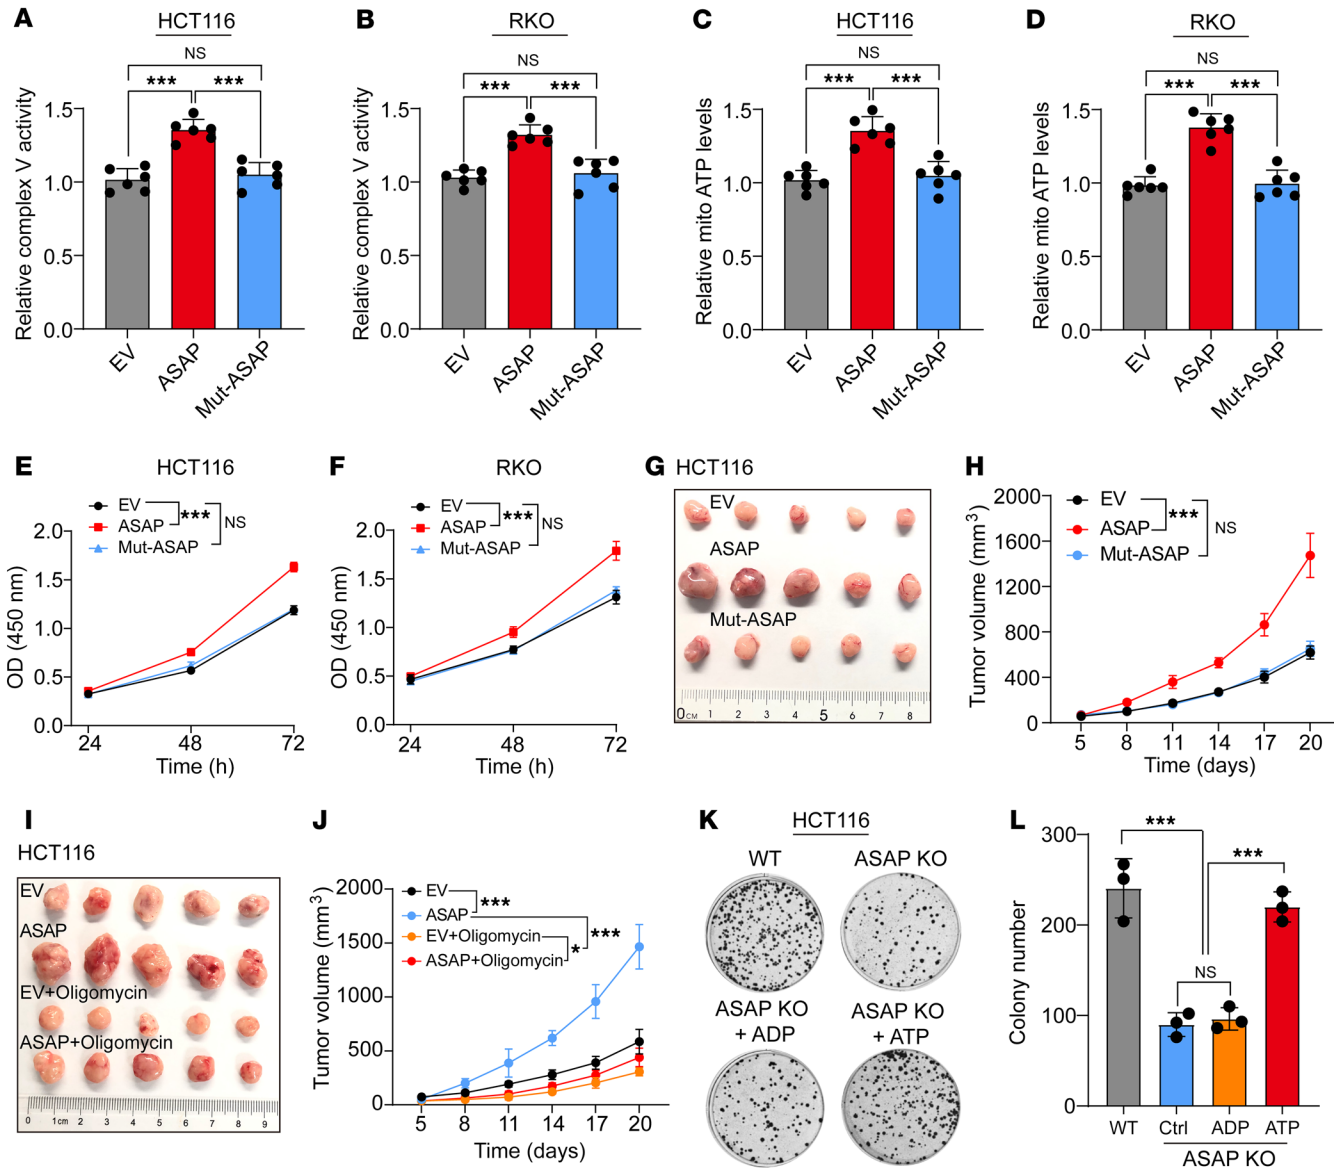 A
HCT116
NS
*** ***
Relative complex V activity
1.5
1.0
0.5
0.0
EV
ASAP
Mut-ASAP
B
RKO
NS
*** ***
Relative complex V activity
1.5
1.0
0.5
0.0
EV
ASAP
Mut-ASAP
C
HCT116
NS
*** ***
Relative mito ATP levels
1.5
1.0
0.5
0.0
EV
ASAP
Mut-ASAP
D
RKO
NS
*** ***
Relative mito ATP levels
1.5
1.0
0.5
0.0
EV
ASAP
Mut-ASAP
E
HCT116
EV
ASAP
Mut-ASAP
***
NS
OD (450 nm)
2.0
1.5
1.0
0.5
0.0
24 48 72
Time (h)
F
RKO
EV
ASAP
Mut-ASAP
***
NS
OD (450 nm)
2.0
1.5
1.0
0.5
0.0
24 48 72
Time (h)
G
HCT116
EV
ASAP
Mut-ASAP
0CM 1 2 3 4 5 6 7 8
H
EV
ASAP
Mut-ASAP
***
NS
Tumor volume (mm³)
2000
1600
1200
800
400
0
5 8 11 14 17 20
Time (days)
I
HCT116
EV
ASAP
EV+Oligomycin
ASAP+Oligomycin
0 1cm 2 3 4 5 6 7 8 9
J
EV
ASAP
EV+Oligomycin
ASAP+Oligomycin
***
*
***
Tumor volume (mm³)
2000
1500
1000
500
0
5 8 11 14 17 20
Time (days)
K
HCT116
WT
ASAP KO
ASAP KO
+ ADP
ASAP KO
+ ATP
L
***
***
NS
Colony number
300
200
100
0
WT Ctrl ADP ATP
ASAP KO